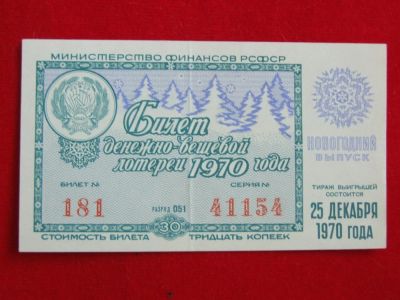 МИНИСТЕРСТВО ФИНАНСОВ РСФСР
Билет
денежно-вещевой
лотереи 1970 года
НОВОГОДНИЙ
ВЫПУСК
БИЛЕТ № СЕРИЯ №
181 РАЗРЯД 051 41154
ТИРАЖ ВЫИГРЫШЕЙ
СОСТОИТСЯ
25 ДЕКАБРЯ
1970 ГОДА
СТОИМОСТЬ БИЛЕТА 30 ТРИДЦАТЬ КОПЕЕК